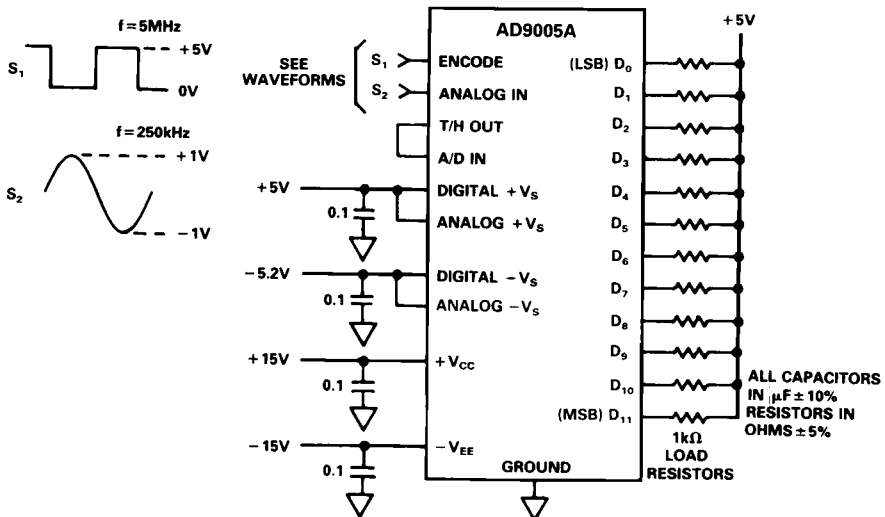 f = 5MHz
S₁
+5V
0V
f = 250kHz
S₂
+1V
−1V
SEE
WAVEFORMS
S₁
S₂
AD9005A
ENCODE
ANALOG IN
T/H OUT
A/D IN
+5V
DIGITAL +Vₛ
0.1
ANALOG +Vₛ
−5.2V
DIGITAL −Vₛ
0.1
ANALOG −Vₛ
+15V
+V_CC
0.1
−15V
−V_EE
0.1
GROUND
+5V
(LSB) D₀
D₁
D₂
D₃
D₄
D₅
D₆
D₇
D₈
D₉
D₁₀
(MSB) D₁₁
1kΩ
LOAD
RESISTORS
ALL CAPACITORS
IN μF ± 10%
RESISTORS IN
OHMS ± 5%